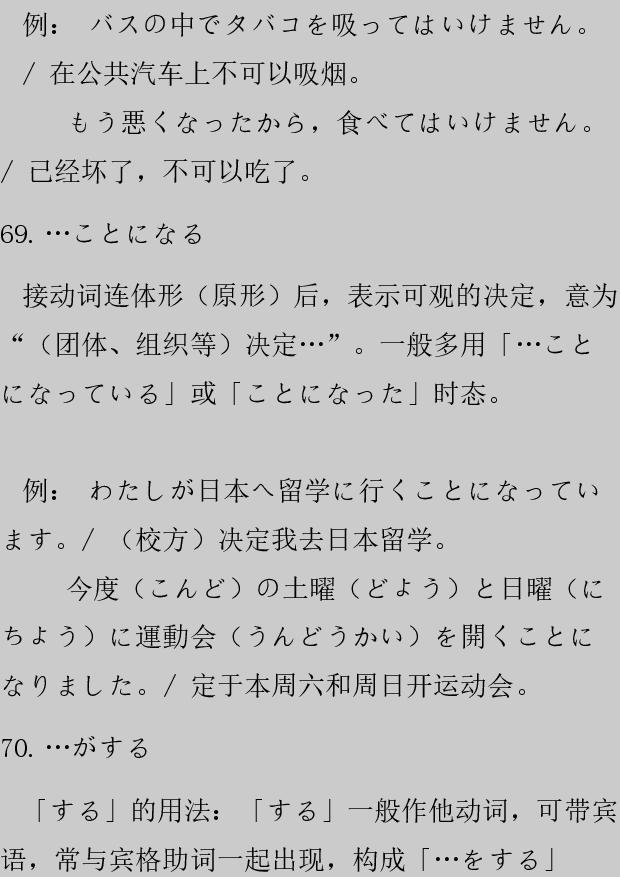 例： バスの中でタバコを吸ってはいけません。
/ 在公共汽车上不可以吸烟。
もう悪くなったから，食べてはいけません。
/ 已经坏了，不可以吃了。
69. …ことになる
接动词连体形（原形）后，表示可观的决定，意为
“（团体、组织等）决定…”。一般多用「…こと
になっている」或「ことになった」时态。
例： わたしが日本へ留学に行くことになってい
ます。/ （校方）决定我去日本留学。
今度（こんど）の土曜（どよう）と日曜（に
ちよう）に運動会（うんどうかい）を開くことに
なりました。/ 定于本周六和周日开运动会。
70. …がする
「する」的用法：「する」一般作他动词，可带宾
语，常与宾格助词一起出现，构成「…をする」